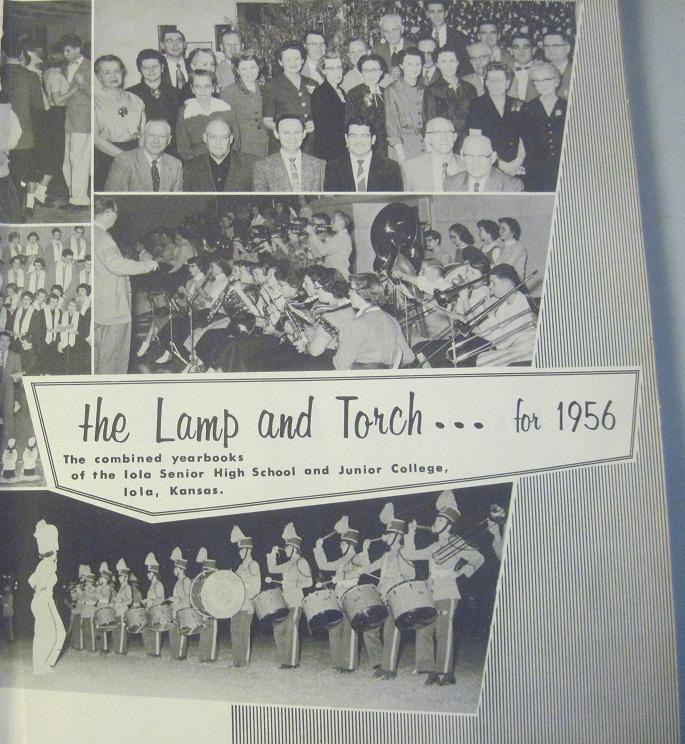 the Lamp and Torch... for 1956
The combined yearbooks
of the Iola Senior High School and Junior College,
Iola, Kansas.